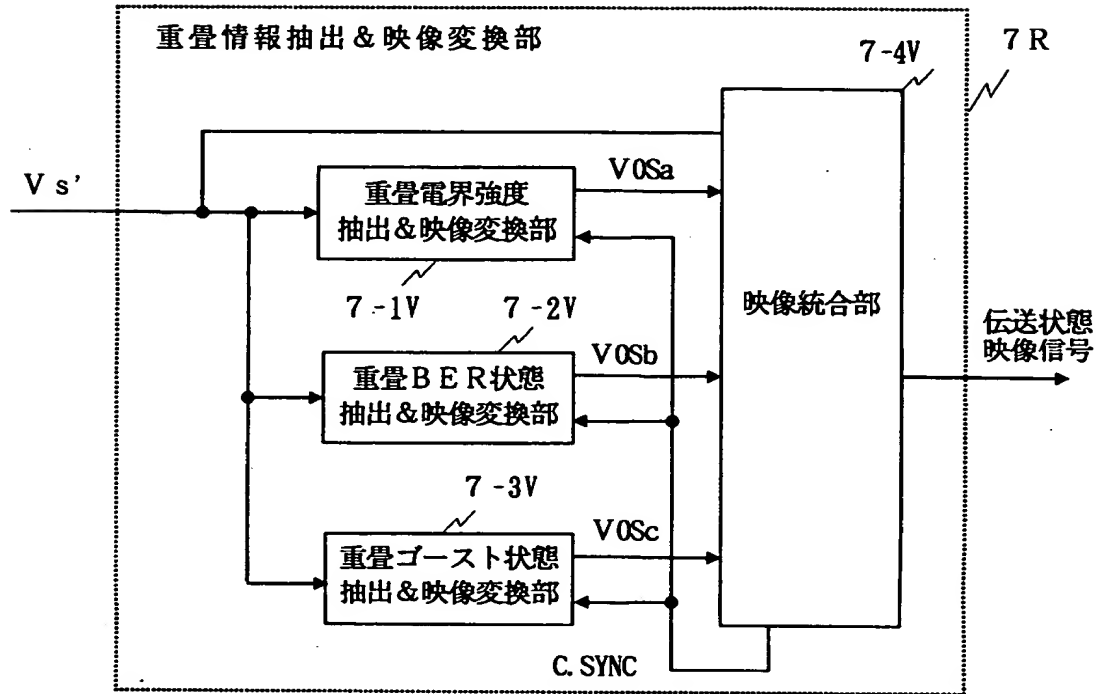 重畳情報抽出＆映像変換部
7R
7-4V
Vs'
V0Sa
重畳電界強度
抽出＆映像変換部
7-1V
7-2V
映像統合部
伝送状態
映像信号
V0Sb
重畳BER状態
抽出＆映像変換部
7-3V
V0Sc
重畳ゴースト状態
抽出＆映像変換部
C.SYNC